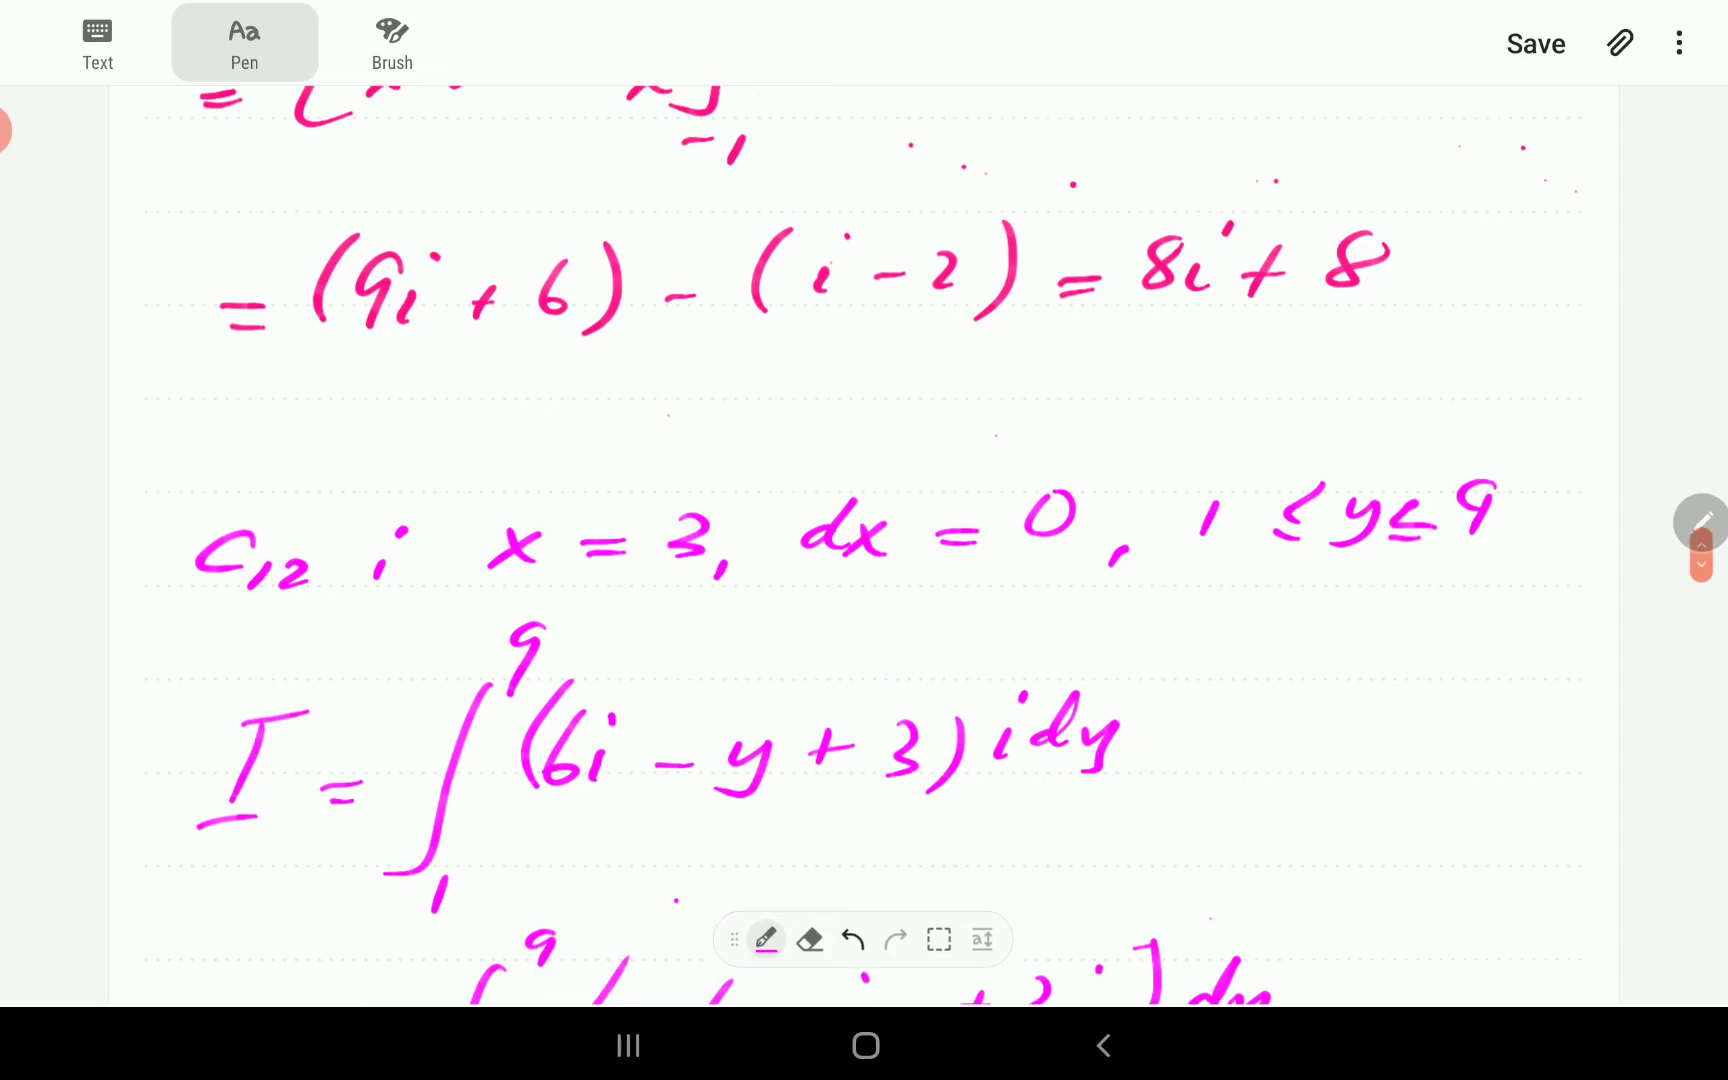 Text Pen Brush Save
-1
= (9i + 6) - (i - 2) = 8i + 8
C12 ; x = 3, dx = 0, 1 ≤ y ≤ 9
I = ∫₁⁹ (6i - y + 3) i dy